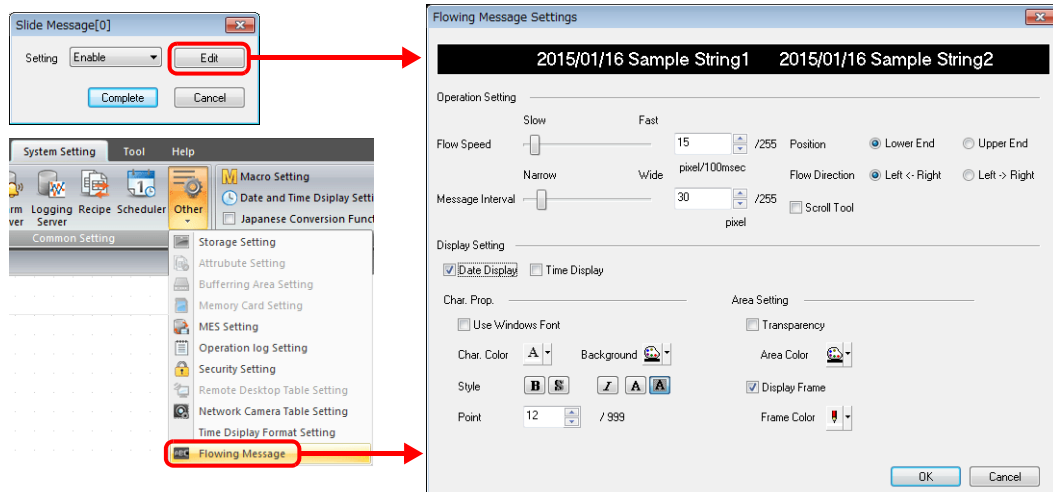 Slide Message[0]
Setting Enable Edit
Complete Cancel
System Setting Tool Help
Logging Server
Recipe
Scheduler
Other
Macro Setting
Date and Time Dsiplay Setti
Japanese Conversion Funct
Common Setting
Storage Setting
Attrubute Setting
Bufferring Area Setting
Memory Card Setting
MES Setting
Operation log Setting
Security Setting
Remote Desktop Table Setting
Network Camera Table Setting
Time Dsiplay Format Setting
Flowing Message
Flowing Message Settings
2015/01/16 Sample String1 2015/01/16 Sample String2
Operation Setting
Slow Fast
Flow Speed 15 /255 Position Lower End Upper End
pixel/100msec
Narrow Wide Flow Direction Left <- Right Left -> Right
Message Interval 30 /255 Scroll Tool
pixel
Display Setting
Date Display Time Display
Char. Prop. Area Setting
Use Windows Font Transparency
Char. Color A Background Area Color
Style B S I A A Display Frame
Point 12 / 999 Frame Color
OK Cancel